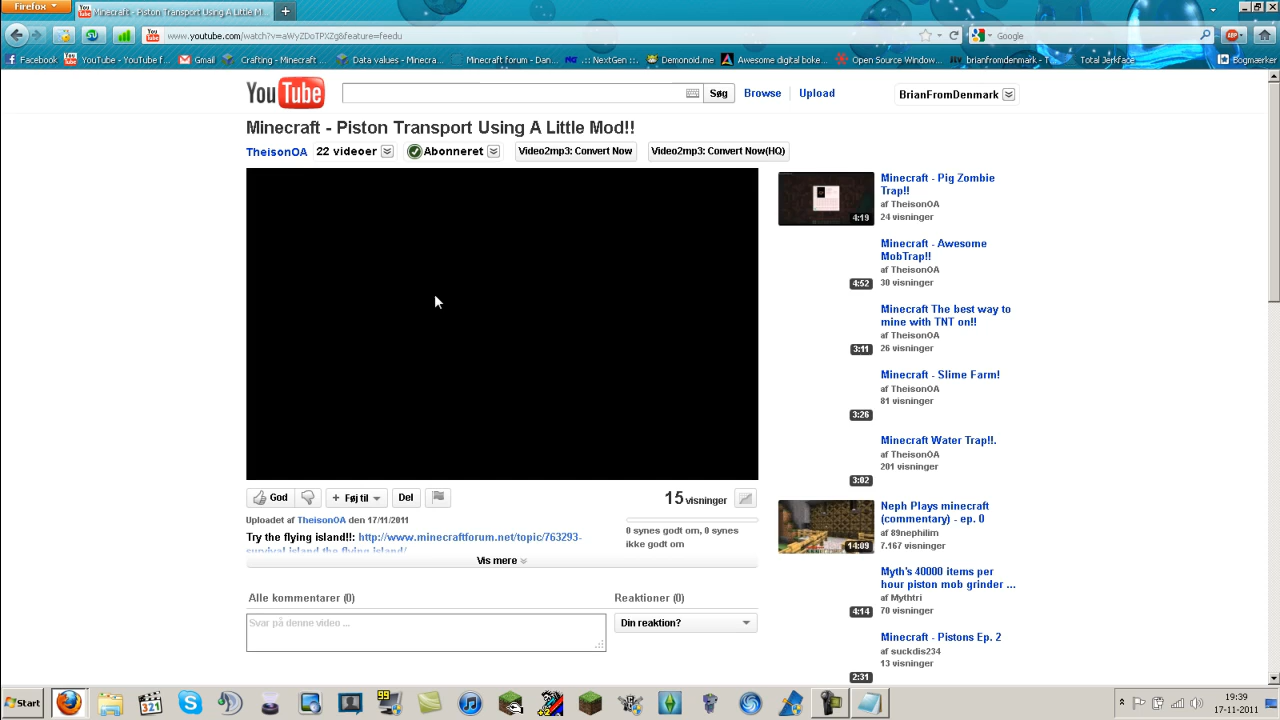 Firefox
Minecraft - Piston Transport Using A Little M...
www.youtube.com/watch?v=aWyZDoTPXZg&feature=feedu
Google
Facebook
YouTube - YouTube f...
Gmail
Crafting - Minecraft ...
Data values - Minecra...
Minecraft forum - Dan...
.:: NextGen ::.
Demonoid.me
Awesome digital boke...
Open Source Window...
brianfromdenmark - T...
Total Jerkface
Bogmærker
You Tube
Søg
Browse
Upload
BrianFromDenmark
Minecraft - Piston Transport Using A Little Mod!!
TheisonOA 22 videoer
Abonneret
Video2mp3: Convert Now
Video2mp3: Convert Now(HQ)
God
+ Føj til
Del
15 visninger
Uploadet af TheisonOA den 17/11/2011
0 synes godt om, 0 synes
ikke godt om
Try the flying island!!: http://www.minecraftforum.net/topic/763293-
survival-island-the-flying-island/
Vis mere
Alle kommentarer (0)
Svar på denne video ...
Reaktioner (0)
Din reaktion?
4:19
Minecraft - Pig Zombie
Trap!!
af TheisonOA
24 visninger
4:52
Minecraft - Awesome
MobTrap!!
af TheisonOA
30 visninger
3:11
Minecraft The best way to
mine with TNT on!!
af TheisonOA
26 visninger
3:26
Minecraft - Slime Farm!
af TheisonOA
81 visninger
3:02
Minecraft Water Trap!!.
af TheisonOA
201 visninger
14:09
Neph Plays minecraft
(commentary) - ep. 0
af 89nephilim
7.167 visninger
4:14
Myth's 40000 items per
hour piston mob grinder ...
af Mythtri
70 visninger
2:31
Minecraft - Pistons Ep. 2
af suckdis234
13 visninger
Start
321
99
19:39
17-11-2011